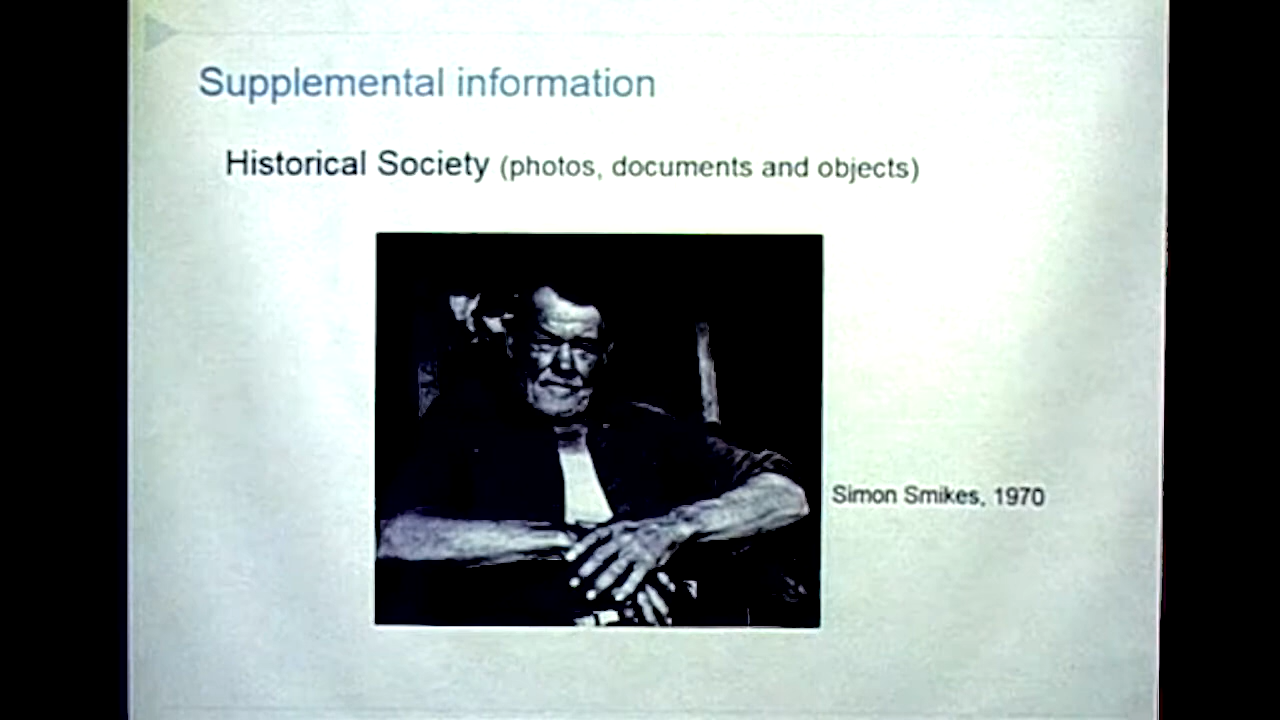 Supplemental information
Historical Society (photos, documents and objects)
Simon Smikes, 1970